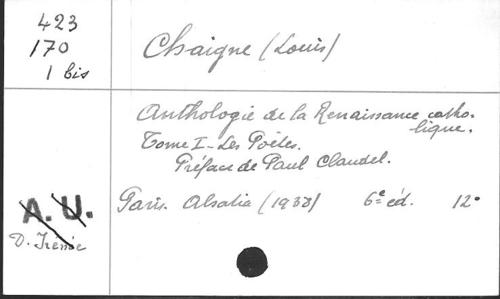 423
170
1 bis
Chaigne (Louis)
Anthologie de la Renaissance catho-
lique.
Tome I - Les Poètes.
Préface de Paul Claudel.
Paris. Alsatia (1938) 6e éd. 12°
A. U.
D. Irénée